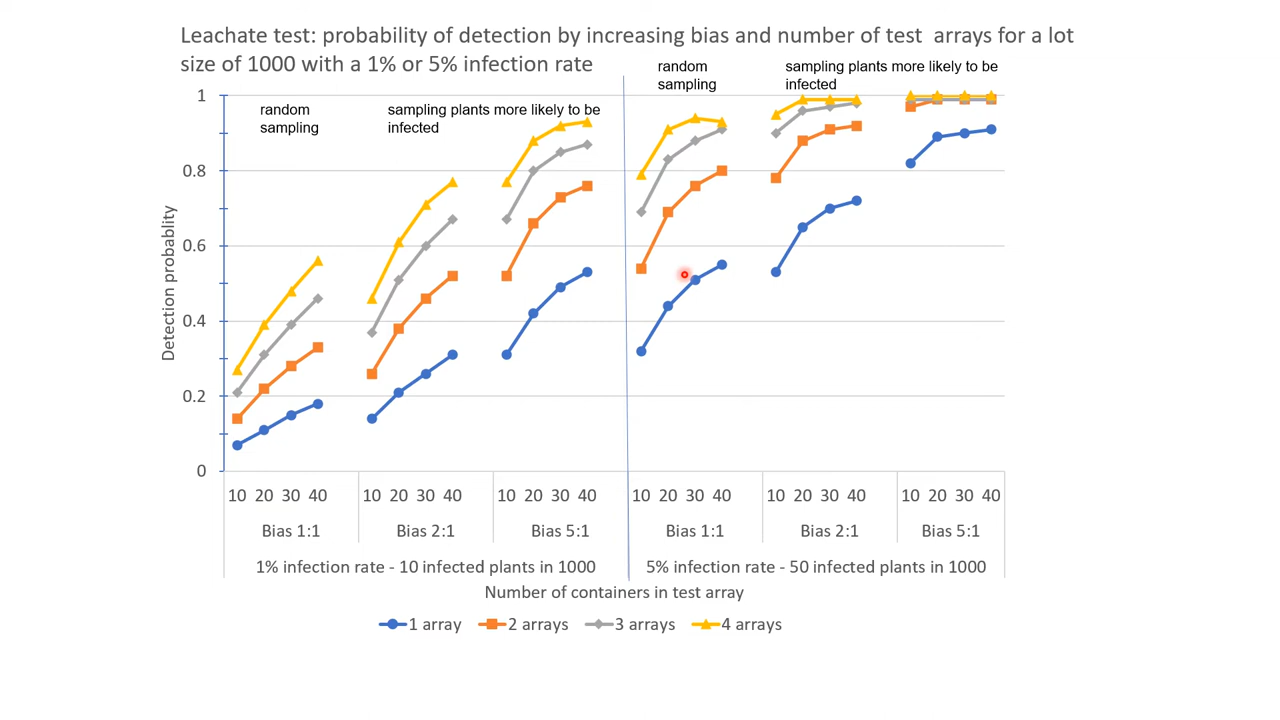 Leachate test: probability of detection by increasing bias and number of test  arrays for a lot
size of 1000 with a 1% or 5% infection rate
random
sampling
sampling plants more likely to be
infected
random
sampling
sampling plants more likely to be
infected
1
0.8
0.6
0.4
0.2
0
Detection probablity
10 20 30 40 10 20 30 40 10 20 30 40 10 20 30 40 10 20 30 40 10 20 30 40
Bias 1:1 Bias 2:1 Bias 5:1 Bias 1:1 Bias 2:1 Bias 5:1
1% infection rate - 10 infected plants in 1000 5% infection rate - 50 infected plants in 1000
Number of containers in test array
1 array 2 arrays 3 arrays 4 arrays